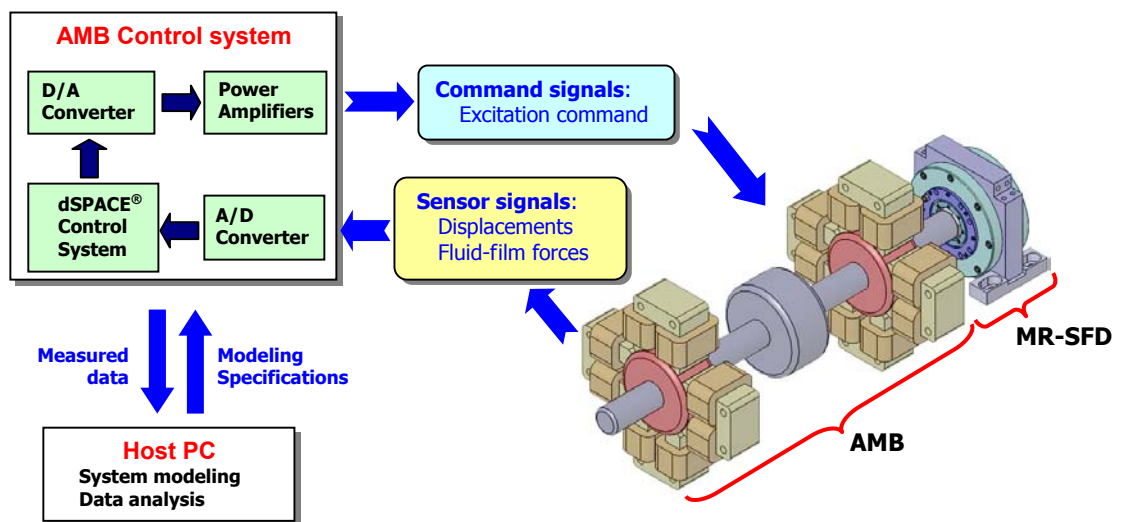 AMB Control system
D/A
Converter
Power
Amplifiers
dSPACE®
Control
System
A/D
Converter
Command signals:
Excitation command
Sensor signals:
Displacements
Fluid-film forces
MR-SFD
AMB
Measured
data
Modeling
Specifications
Host PC
System modeling
Data analysis